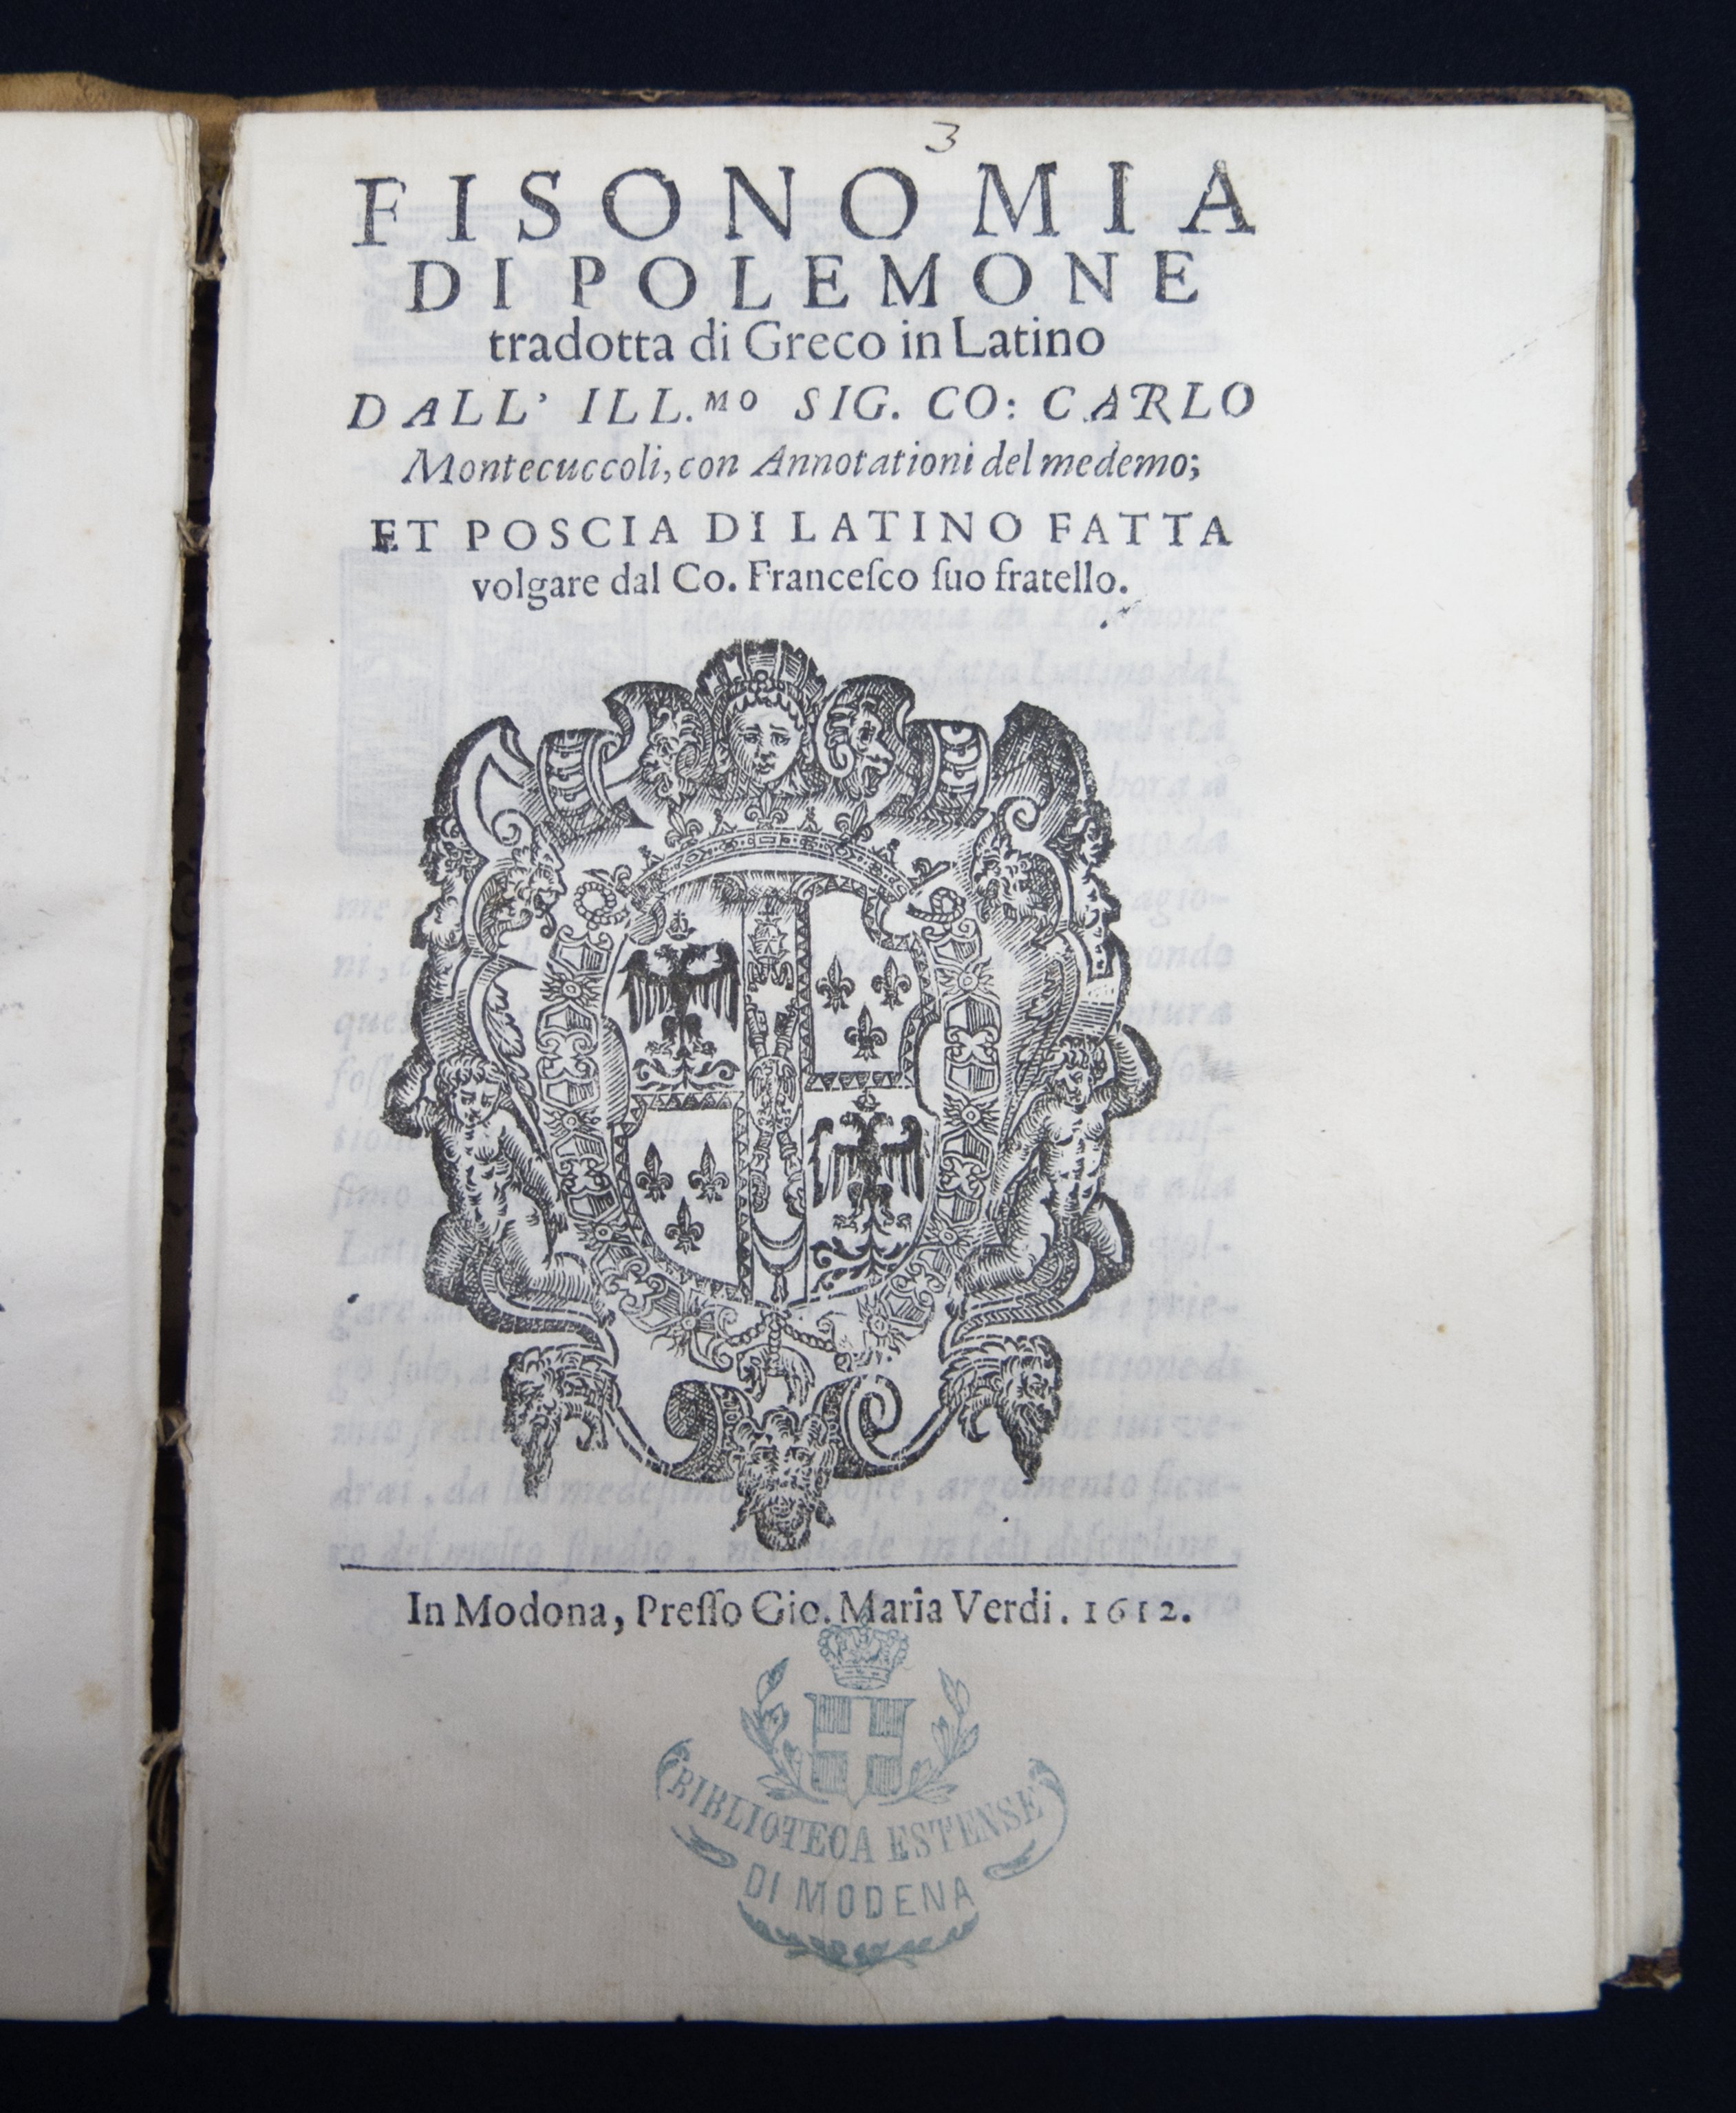 3
FISONOMIA
DI POLEMONE
tradotta di Greco in Latino
DALL' ILL.MO SIG. CO: CARLO
Montecuccoli, con Annotationi del medemo;
ET POSCIA DI LATINO FATTA
volgare dal Co. Franceſco ſuo fratello.
In Modona, Preſſo Gio. Maria Verdi. 1612.
BIBLIOTECA ESTENSE
DI MODENA